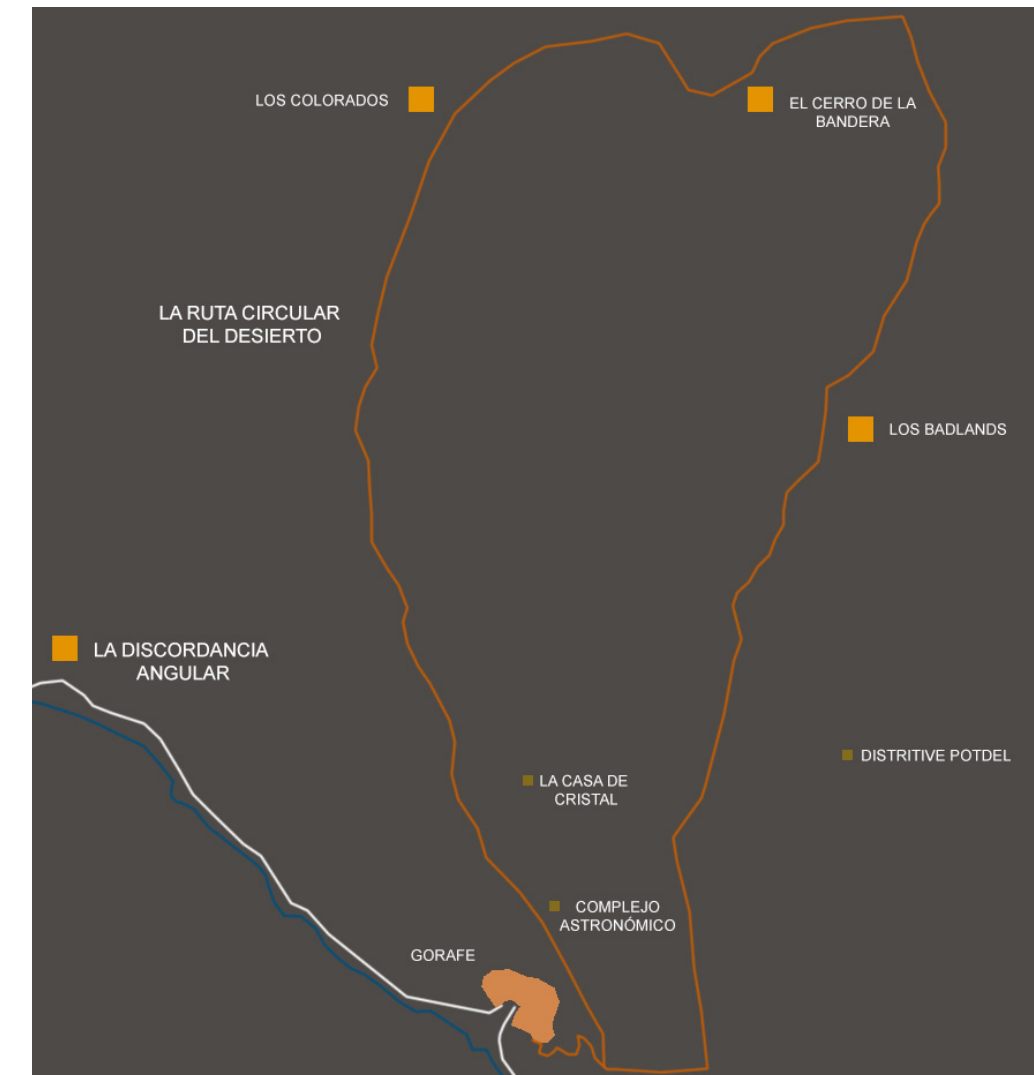 LOS COLORADOS
EL CERRO DE LA
BANDERA
LA RUTA CIRCULAR
DEL DESIERTO
LOS BADLANDS
LA DISCORDANCIA
ANGULAR
DISTRITIVE POTDEL
LA CASA DE
CRISTAL
COMPLEJO
ASTRONÓMICO
GORAFE